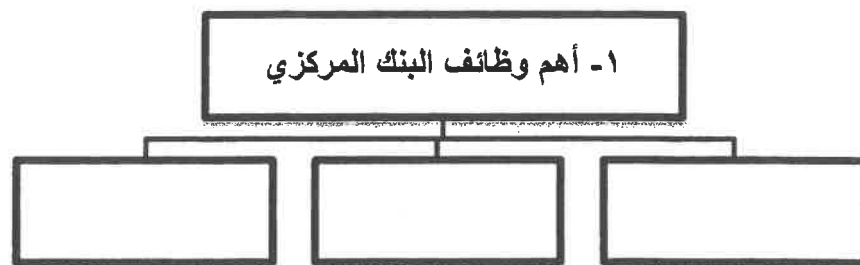 ١- أهم وظائف البنك المركزي